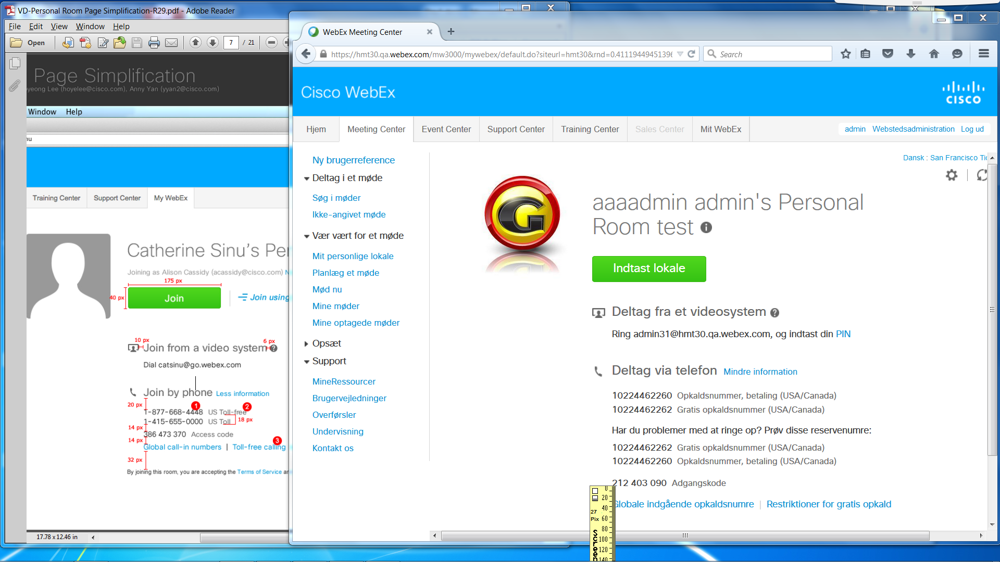 VD-Personal Room Page Simplification-R29.pdf - Adobe Reader
File Edit View Window Help
Open
7 / 21
Page Simplification
yeong Lee (hoyelee@cisco.com), Anny Yan (yyan2@cisco.com)
Window Help
nu
Training Center Support Center My WebEx
Catherine Sinu's Per
Joining as Alison Cassidy (acassidy@cisco.com) N
175 px
40 px
Join
Join using
10 px
6 px
Join from a video system
Dial catsinu@go.webex.com
Join by phone Less information
20 px
1
2
1-877-668-4448 US Toll-free
1-415-655-0000 US Toll
18 px
14 px
386 473 370 Access code
14 px
3
Global call-in numbers | Toll-free calling
32 px
By joining this room, you are accepting the Terms of Service an
17.78 x 12.46 in
WebEx Meeting Center
https://hmt30.qa.webex.com/mw3000/mywebex/default.do?siteurl=hmt30&rnd=0.4111944945139
Search
Cisco WebEx
CISCO
Hjem Meeting Center Event Center Support Center Training Center Sales Center Mit WebEx
admin Webstedsadministration Log ud
Dansk : San Francisco Tid
Ny brugerreference
Deltag i et møde
Søg i møder
Ikke-angivet møde
Vær vært for et møde
Mit personlige lokale
Planlæg et møde
Mød nu
Mine møder
Mine optagede møder
Opsæt
Support
MineRessourcer
Brugervejledninger
Overførsler
Undervisning
Kontakt os
G
aaaadmin admin's Personal
Room test
Indtast lokale
Deltag fra et videosystem
Ring admin31@hmt30.qa.webex.com, og indtast din PIN
Deltag via telefon Mindre information
10224462260 Opkaldsnummer, betaling (USA/Canada)
10224462262 Gratis opkaldsnummer (USA/Canada)
Har du problemer med at ringe op? Prøv disse reservenumre:
10224462262 Gratis opkaldsnummer (USA/Canada)
10224462260 Opkaldsnummer, betaling (USA/Canada)
212 403 090 Adgangskode
Globale indgående opkaldsnumre | Restriktioner for gratis opkald
0
20
40
27
Pix 60
80
100
120
140
Screen